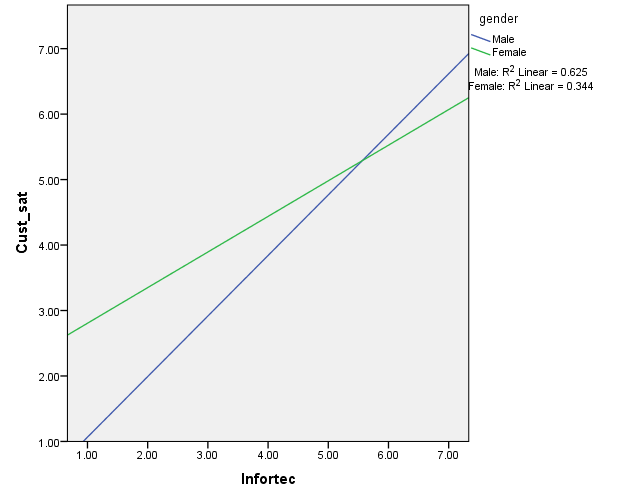 gender
Male
Female
Male: R2 Linear = 0.625
Female: R2 Linear = 0.344
Cust_sat
7.00
6.00
5.00
4.00
3.00
2.00
1.00
1.00 2.00 3.00 4.00 5.00 6.00 7.00
Infortec